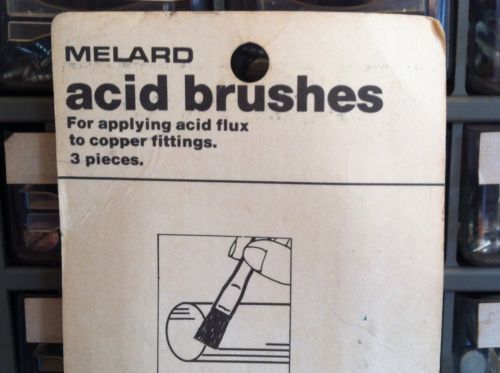 MELARD
acid brushes
For applying acid flux
to copper fittings.
3 pieces.